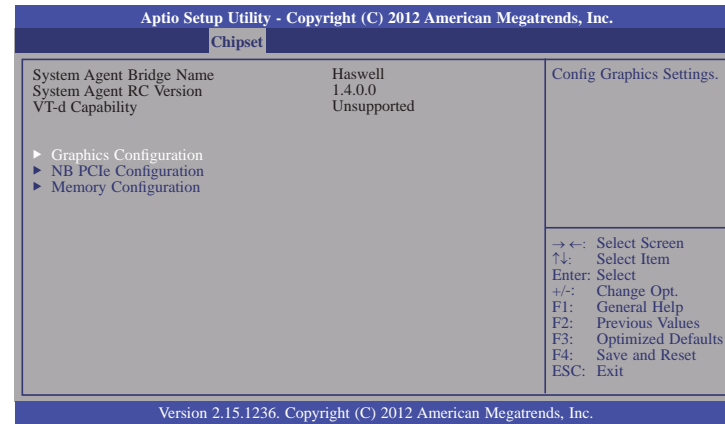 Aptio Setup Utility - Copyright (C) 2012 American Megatrends, Inc.
Chipset
System Agent Bridge Name Haswell
System Agent RC Version 1.4.0.0
VT-d Capability Unsupported
▶ Graphics Configuration
▶ NB PCIe Configuration
▶ Memory Configuration
Config Graphics Settings.
→ ←: Select Screen
↑↓: Select Item
Enter: Select
+/-: Change Opt.
F1: General Help
F2: Previous Values
F3: Optimized Defaults
F4: Save and Reset
ESC: Exit
Version 2.15.1236. Copyright (C) 2012 American Megatrends, Inc.